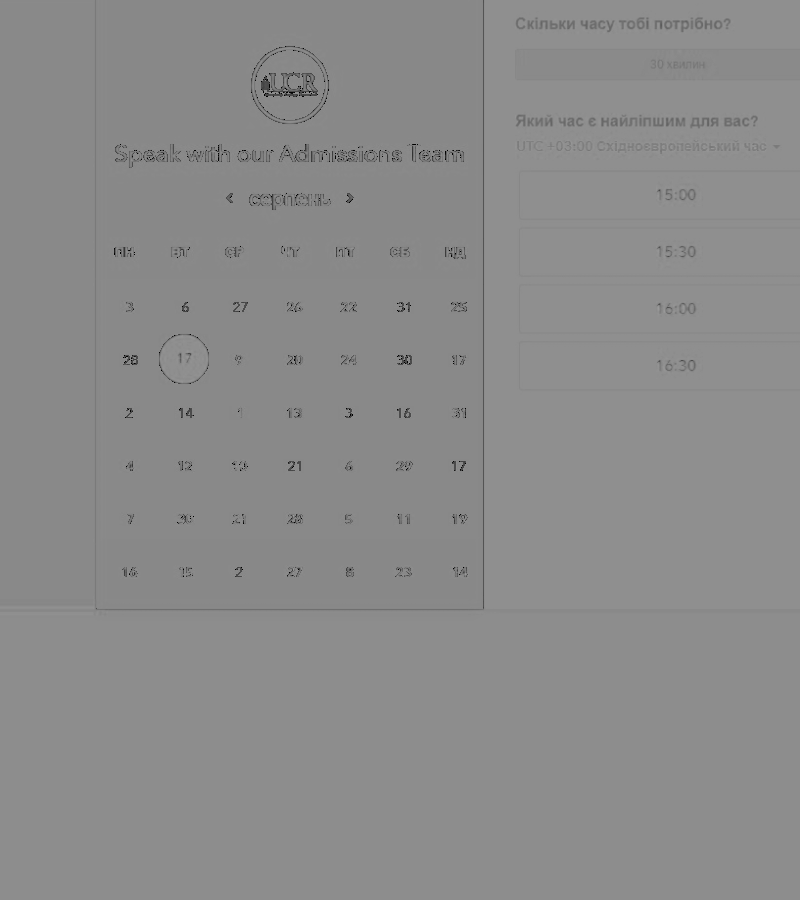 UCR
Speak with our Admissions Team
серпень
ПН ВТ СР ЧТ ПТ СБ НД
3 6 27 26 22 31 25
28 17 9 20 24 30 17
2 14 1 13 3 16 31
4 12 10 21 6 29 17
7 30 21 28 5 11 19
16 15 2 27 8 23 14
Скільки часу тобі потрібно?
30 хвилин
Який час є найліпшим для вас?
UTC +03:00 Східноєвропейський час
15:00
15:30
16:00
16:30